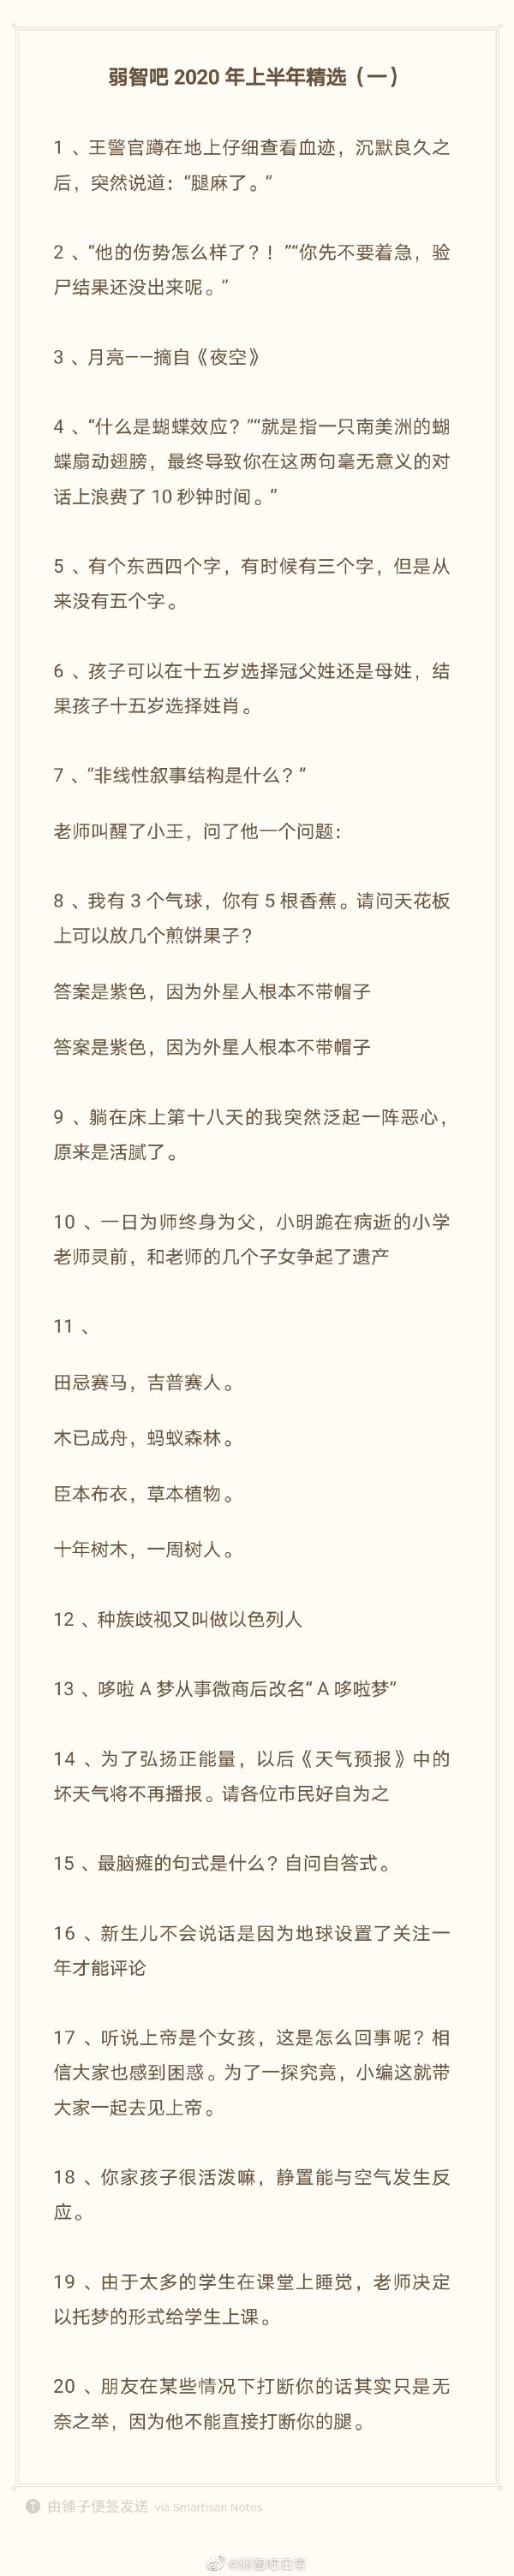 弱智吧 2020 年上半年精选（一）
1 、王警官蹲在地上仔细查看血迹，沉默良久之
后，突然说道：“腿麻了。”
2 、“他的伤势怎么样了？！”“你先不要着急，验
尸结果还没出来呢。”
3 、月亮——摘自《夜空》
4 、“什么是蝴蝶效应？”“就是指一只南美洲的蝴
蝶扇动翅膀，最终导致你在这两句毫无意义的对
话上浪费了 10 秒钟时间。”
5 、有个东西四个字，有时候有三个字，但是从
来没有五个字。
6 、孩子可以在十五岁选择冠父姓还是母姓，结
果孩子十五岁选择姓肖。
7 、“非线性叙事结构是什么？”
老师叫醒了小王，问了他一个问题：
8 、我有 3 个气球，你有 5 根香蕉。请问天花板
上可以放几个煎饼果子？
答案是紫色，因为外星人根本不带帽子
答案是紫色，因为外星人根本不带帽子
9 、躺在床上第十八天的我突然泛起一阵恶心，
原来是活腻了。
10 、一日为师终身为父，小明跪在病逝的小学
老师灵前，和老师的几个子女争起了遗产
11 、
田忌赛马，吉普赛人。
木已成舟，蚂蚁森林。
臣本布衣，草本植物。
十年树木，一周树人。
12 、种族歧视又叫做以色列人
13 、哆啦 A 梦从事微商后改名“ A 哆啦梦”
14 、为了弘扬正能量，以后《天气预报》中的
坏天气将不再播报。请各位市民好自为之
15 、最脑瘫的句式是什么？自问自答式。
16 、新生儿不会说话是因为地球设置了关注一
年才能评论
17 、听说上帝是个女孩，这是怎么回事呢？相
信大家也感到困惑。为了一探究竟，小编这就带
大家一起去见上帝。
18 、你家孩子很活泼嘛，静置能与空气发生反
应。
19 、由于太多的学生在课堂上睡觉，老师决定
以托梦的形式给学生上课。
20 、朋友在某些情况下打断你的话其实只是无
奈之举，因为他不能直接打断你的腿。
由锤子便签发送 via Smartisan Notes
@弱智吧日常